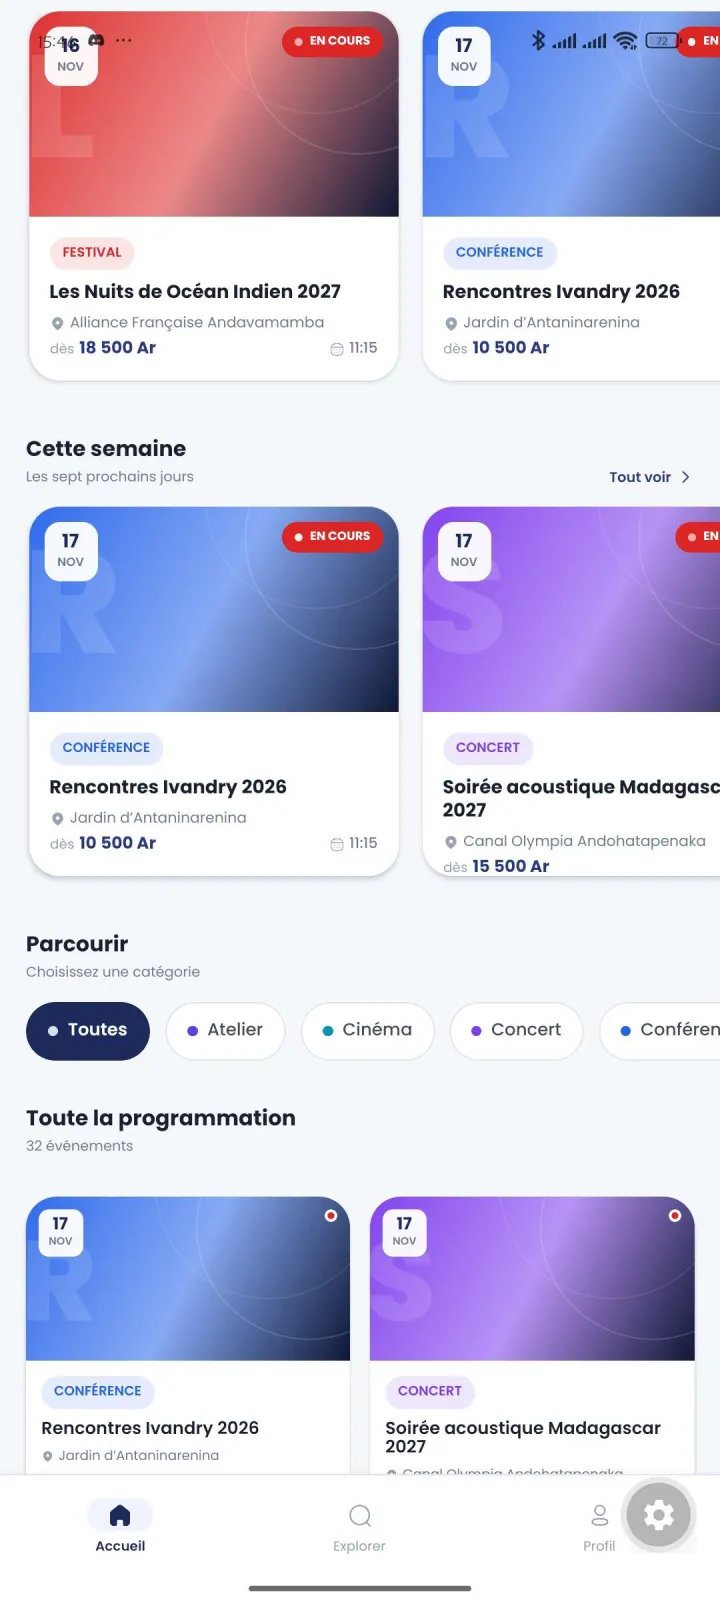 15:46
72
16
NOV
EN COURS
L
FESTIVAL
Les Nuits de Océan Indien 2027
Alliance Française Andavamamba
dès 18 500 Ar
11:15
17
NOV
EN
R
CONFÉRENCE
Rencontres Ivandry 2026
Jardin d’Antaninarenina
dès 10 500 Ar
Cette semaine
Les sept prochains jours
Tout voir
17
NOV
EN COURS
R
CONFÉRENCE
Rencontres Ivandry 2026
Jardin d’Antaninarenina
dès 10 500 Ar
11:15
17
NOV
EN
S
CONCERT
Soirée acoustique Madagasc
2027
Canal Olympia Andohatapenaka
dès 15 500 Ar
Parcourir
Choisissez une catégorie
Toutes
Atelier
Cinéma
Concert
Conféren
Toute la programmation
32 événements
17
NOV
R
CONFÉRENCE
Rencontres Ivandry 2026
Jardin d’Antaninarenina
17
NOV
S
CONCERT
Soirée acoustique Madagascar
2027
Canal Olympia Andohatapenaka
Accueil
Explorer
Profil